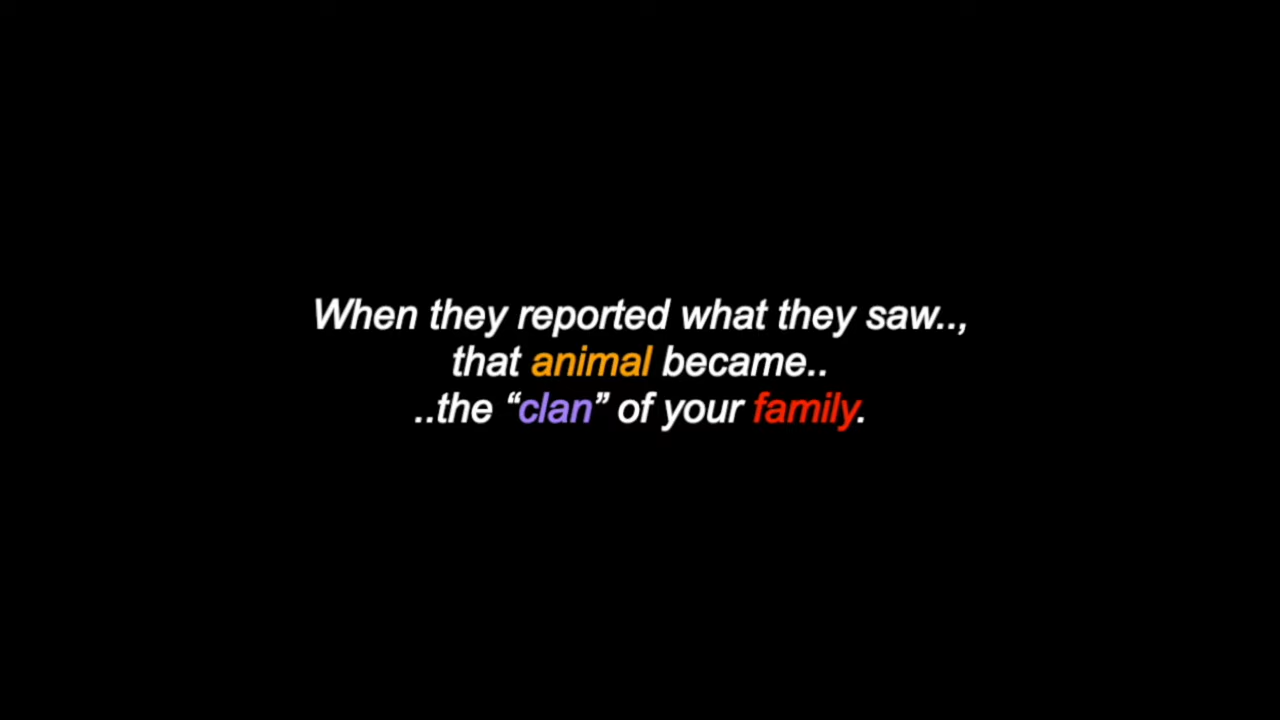 When they reported what they saw..,
that animal became..
..the “clan” of your family.